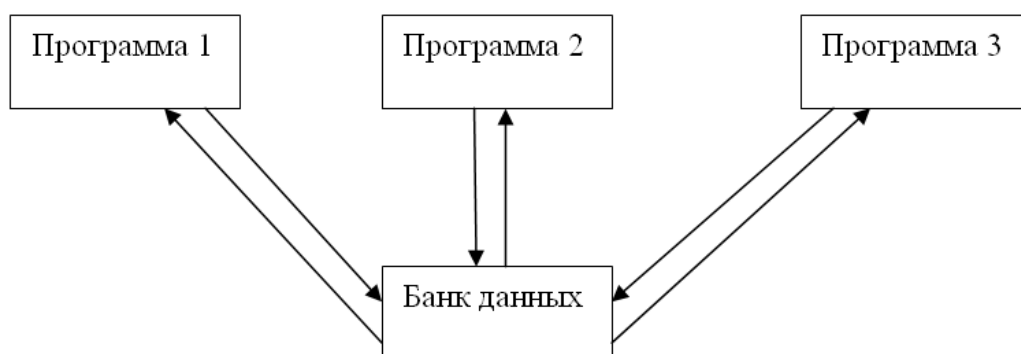 Программа 1
Программа 2
Программа 3
Банк данных